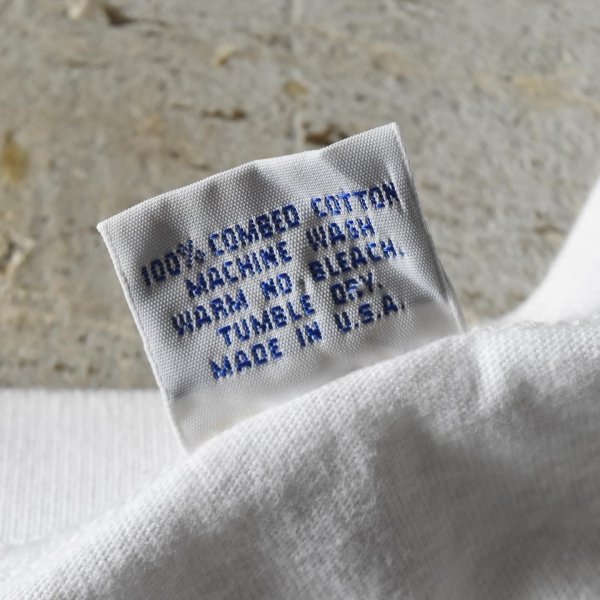 100% COMBED COTTON
MACHINE WASH
WARM NO BLEACH.
TUMBLE DRY.
MADE IN U.S.A.